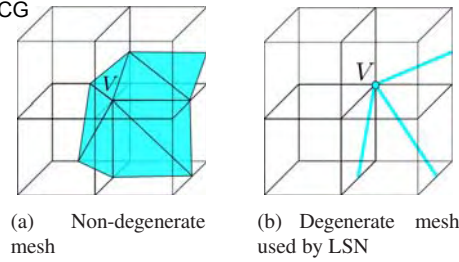 CG
V
V
(a) Non-degenerate
mesh
(b) Degenerate mesh
used by LSN